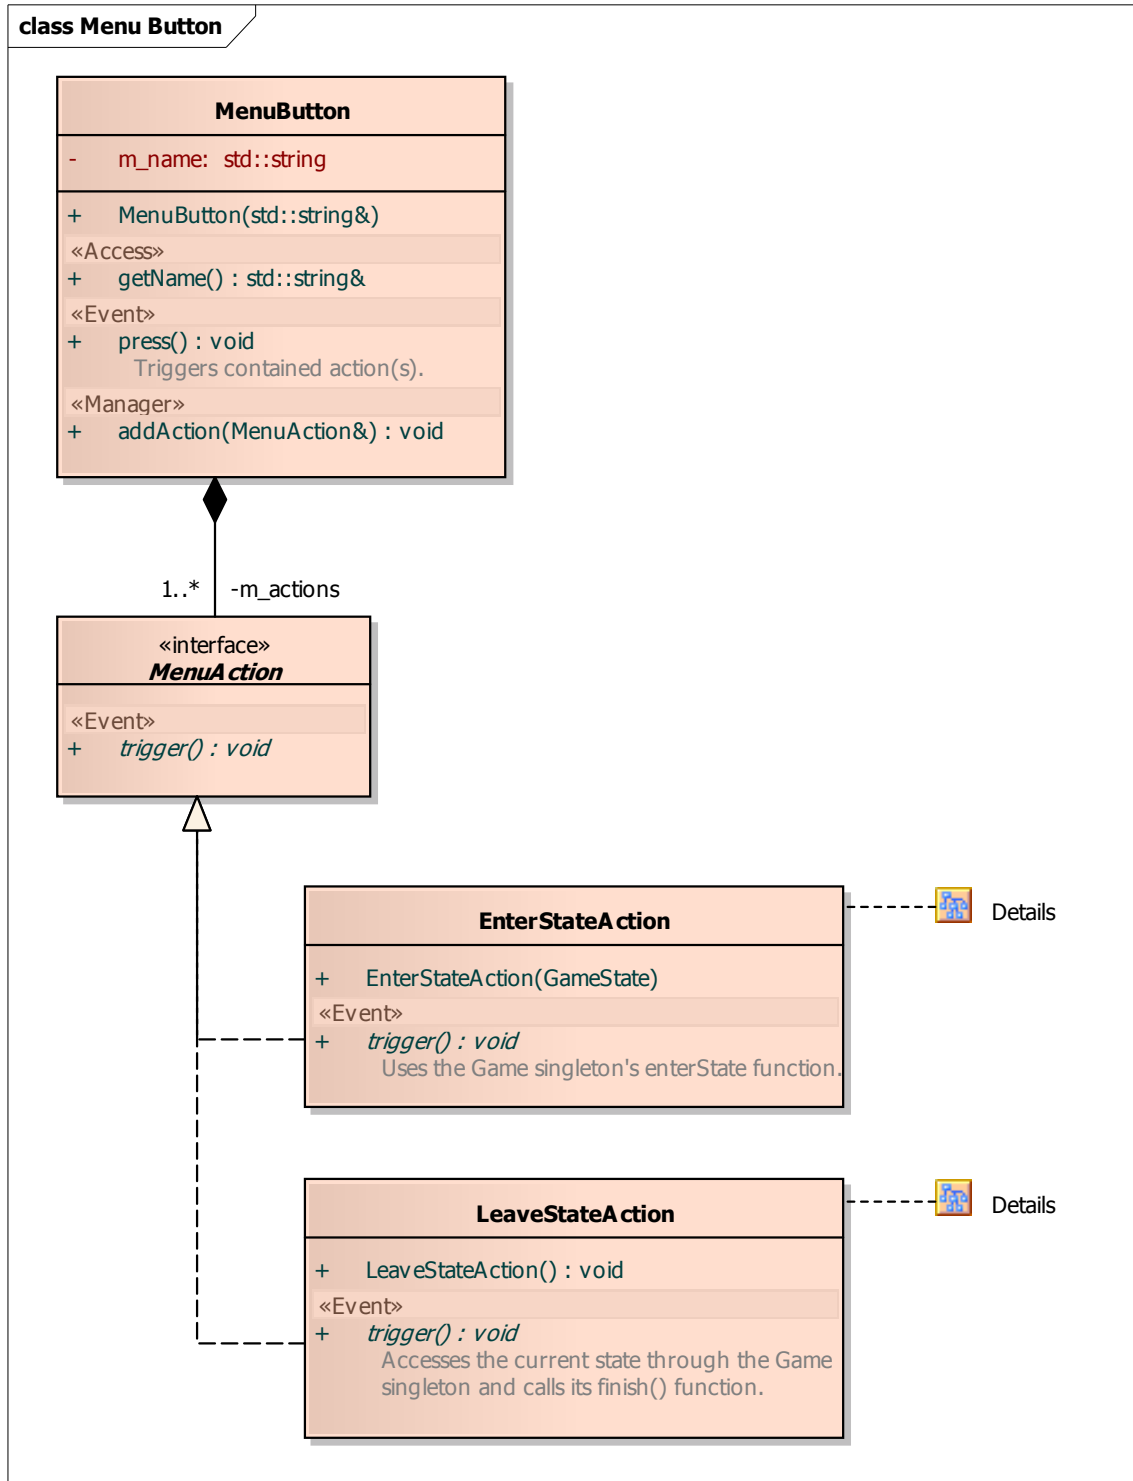 class Menu Button
MenuButton
- m_name: std::string
+ MenuButton(std::string&)
«Access»
+ getName() : std::string&
«Event»
+ press() : void
Triggers contained action(s).
«Manager»
+ addAction(MenuAction&) : void
1..* -m_actions
«interface»
MenuAction
«Event»
+ trigger() : void
EnterStateAction
Details
+ EnterStateAction(GameState)
«Event»
+ trigger() : void
Uses the Game singleton's enterState function.
LeaveStateAction
Details
+ LeaveStateAction() : void
«Event»
+ trigger() : void
Accesses the current state through the Game
singleton and calls its finish() function.